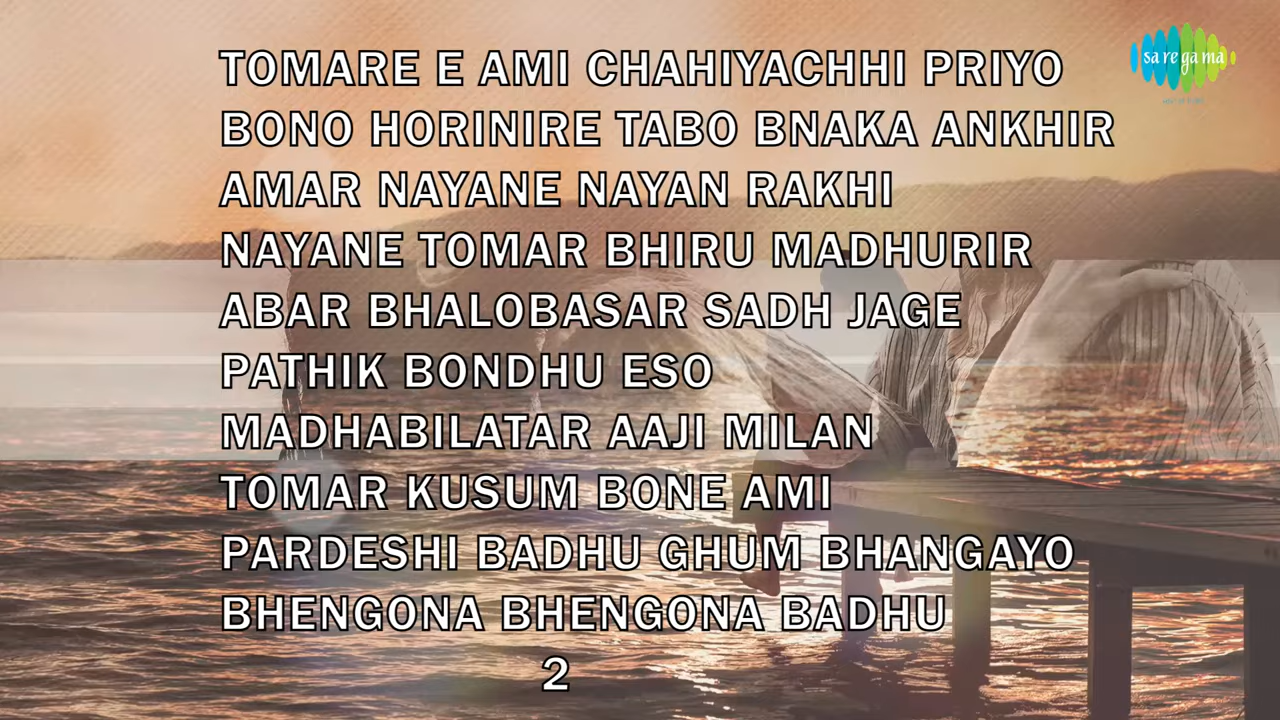 saregama
TOMARE E AMI CHAHIYACHHI PRIYO
BONO HORINIRE TABO BNAKA ANKHIR
AMAR NAYANE NAYAN RAKHI
NAYANE TOMAR BHIRU MADHURIR
ABAR BHALOBASAR SADH JAGE
PATHIK BONDHU ESO
MADHABILATAR AAJI MILAN
TOMAR KUSUM BONE AMI
PARDESHI BADHU GHUM BHANGAYO
BHENGONA BHENGONA BADHU
2